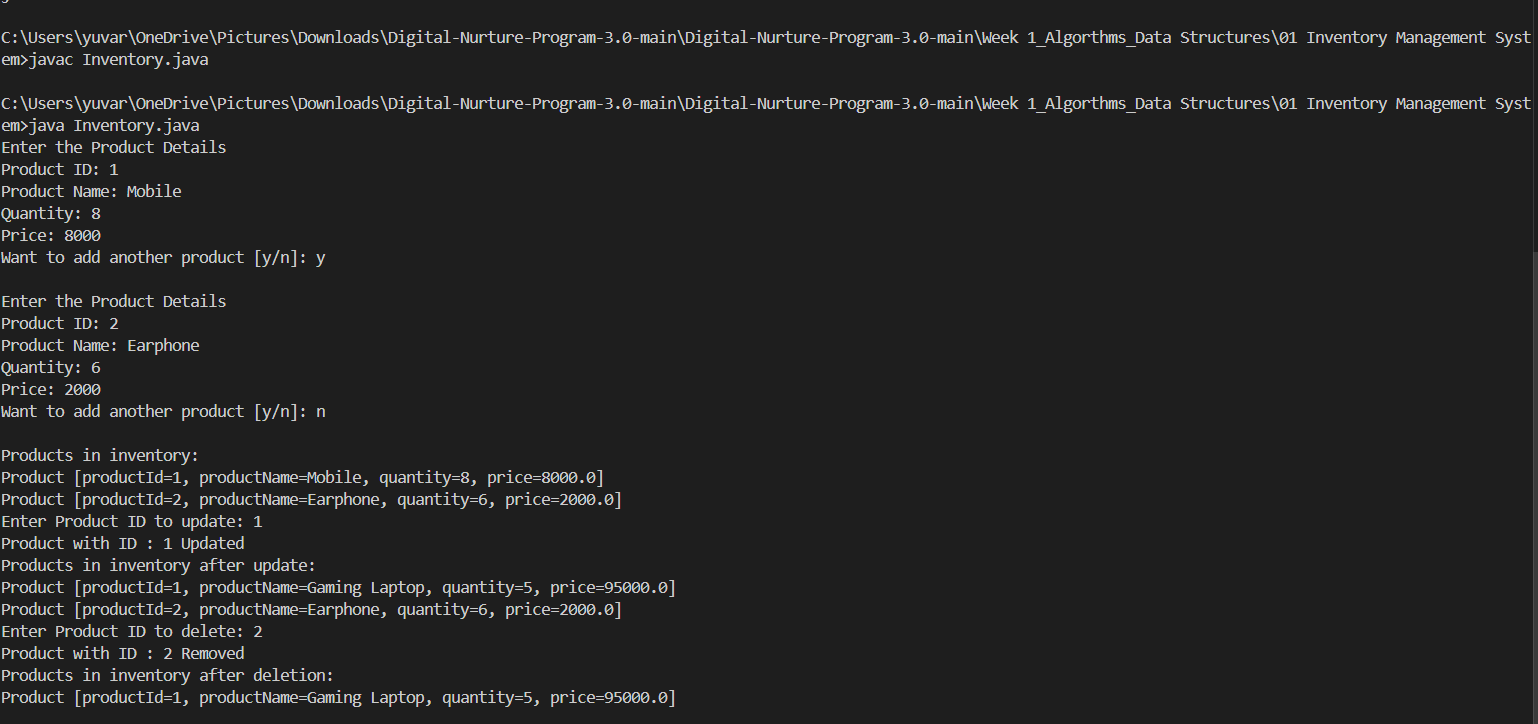 C:\Users\yuvar\OneDrive\Pictures\Downloads\Digital-Nurture-Program-3.0-main\Digital-Nurture-Program-3.0-main\Week 1_Algorthms_Data Structures\01 Inventory Management Syst
em>javac Inventory.java
C:\Users\yuvar\OneDrive\Pictures\Downloads\Digital-Nurture-Program-3.0-main\Digital-Nurture-Program-3.0-main\Week 1_Algorthms_Data Structures\01 Inventory Management Syst
em>java Inventory.java
Enter the Product Details
Product ID: 1
Product Name: Mobile
Quantity: 8
Price: 8000
Want to add another product [y/n]: y
Enter the Product Details
Product ID: 2
Product Name: Earphone
Quantity: 6
Price: 2000
Want to add another product [y/n]: n
Products in inventory:
Product [productId=1, productName=Mobile, quantity=8, price=8000.0]
Product [productId=2, productName=Earphone, quantity=6, price=2000.0]
Enter Product ID to update: 1
Product with ID : 1 Updated
Products in inventory after update:
Product [productId=1, productName=Gaming Laptop, quantity=5, price=95000.0]
Product [productId=2, productName=Earphone, quantity=6, price=2000.0]
Enter Product ID to delete: 2
Product with ID : 2 Removed
Products in inventory after deletion:
Product [productId=1, productName=Gaming Laptop, quantity=5, price=95000.0]